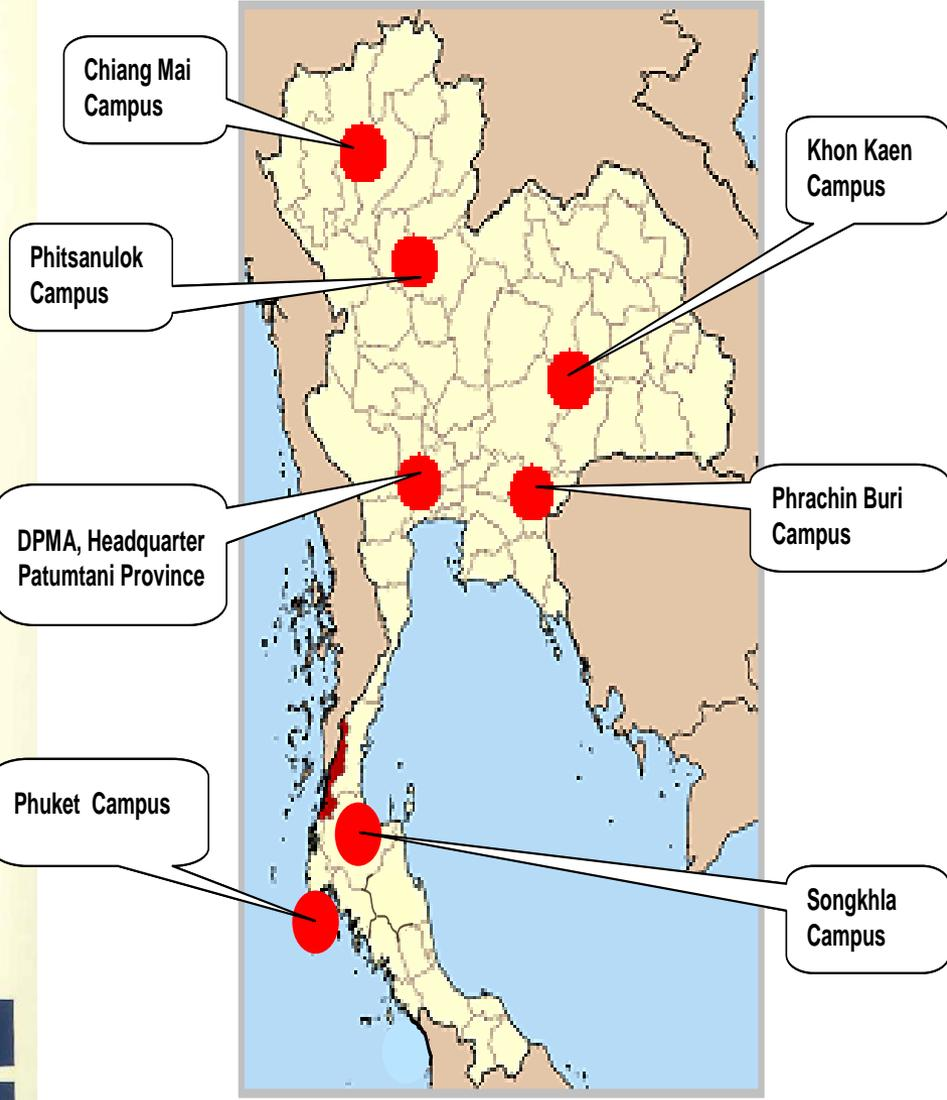 Chiang Mai
Campus
Khon Kaen
Campus
Phitsanulok
Campus
DPMA, Headquarter
Patumtani Province
Phrachin Buri
Campus
Phuket  Campus
Songkhla
Campus